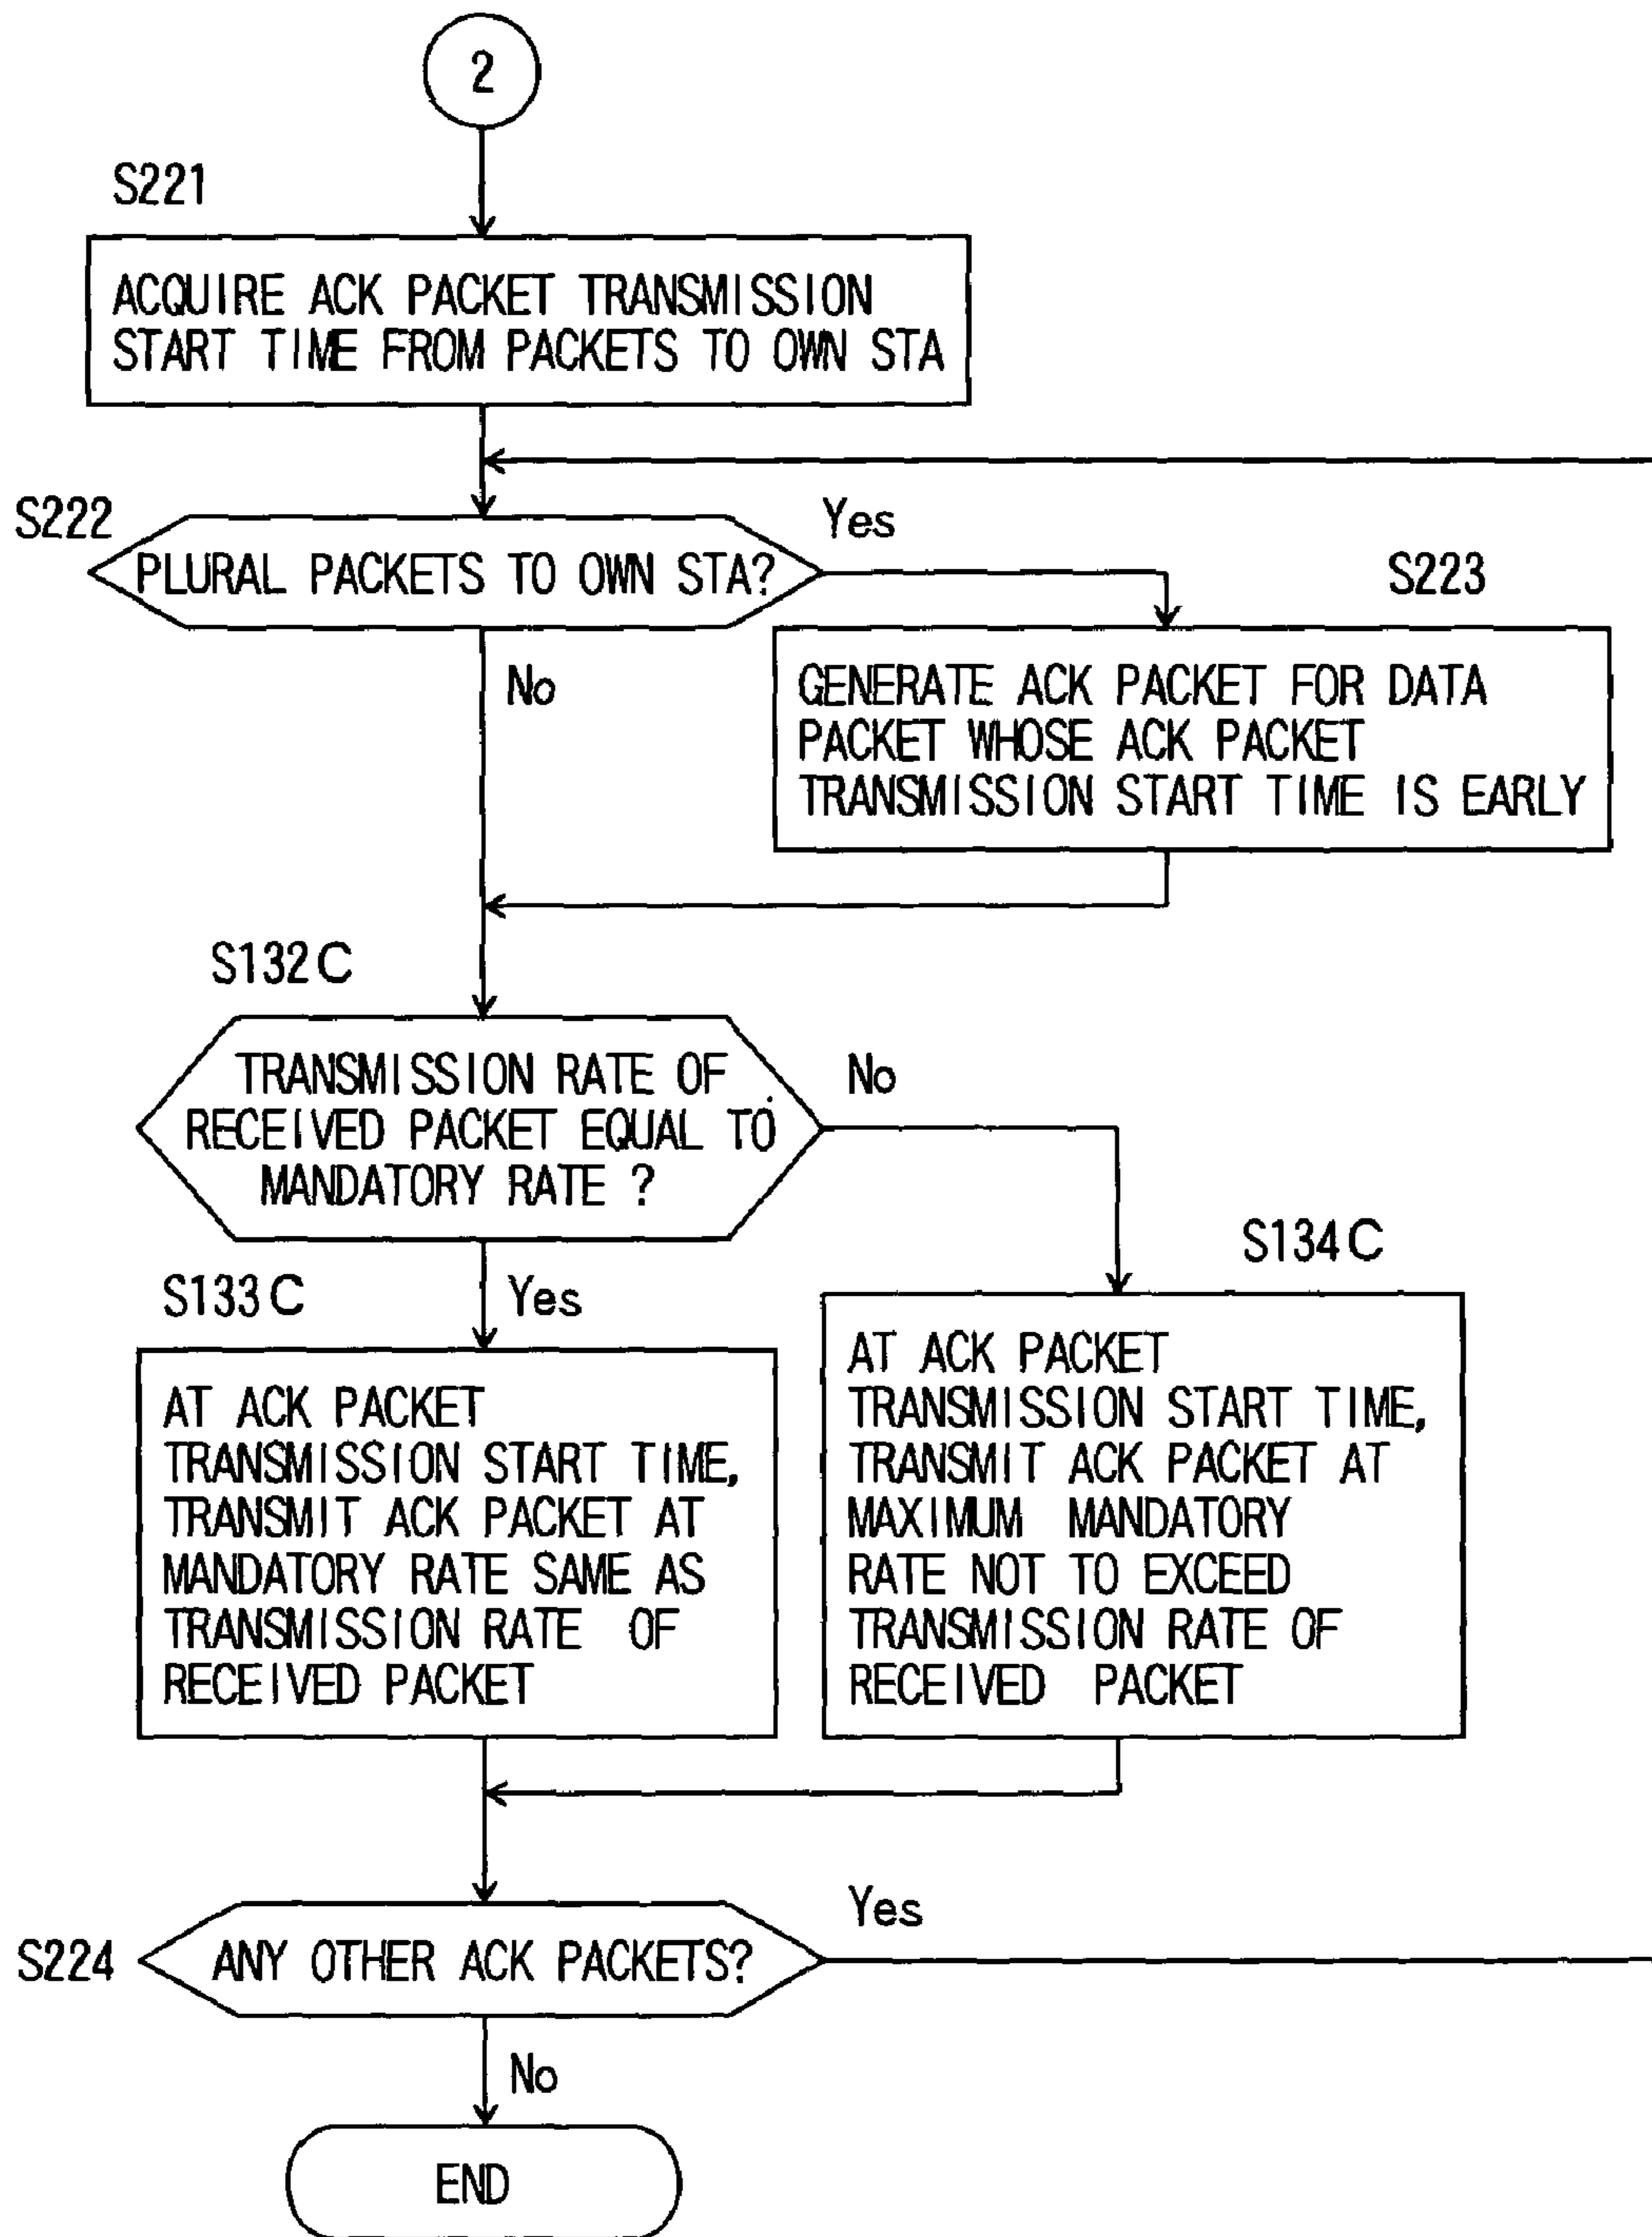 2
S221
ACQUIRE ACK PACKET TRANSMISSION
START TIME FROM PACKETS TO OWN STA
S222
PLURAL PACKETS TO OWN STA?
Yes
No
S223
GENERATE ACK PACKET FOR DATA
PACKET WHOSE ACK PACKET
TRANSMISSION START TIME IS EARLY
S132C
TRANSMISSION RATE OF
RECEIVED PACKET EQUAL TO
MANDATORY RATE ?
No
Yes
S133C
AT ACK PACKET
TRANSMISSION START TIME,
TRANSMIT ACK PACKET AT
MANDATORY RATE SAME AS
TRANSMISSION RATE OF
RECEIVED PACKET
S134C
AT ACK PACKET
TRANSMISSION START TIME,
TRANSMIT ACK PACKET AT
MAXIMUM MANDATORY
RATE NOT TO EXCEED
TRANSMISSION RATE OF
RECEIVED PACKET
S224
ANY OTHER ACK PACKETS?
Yes
No
END